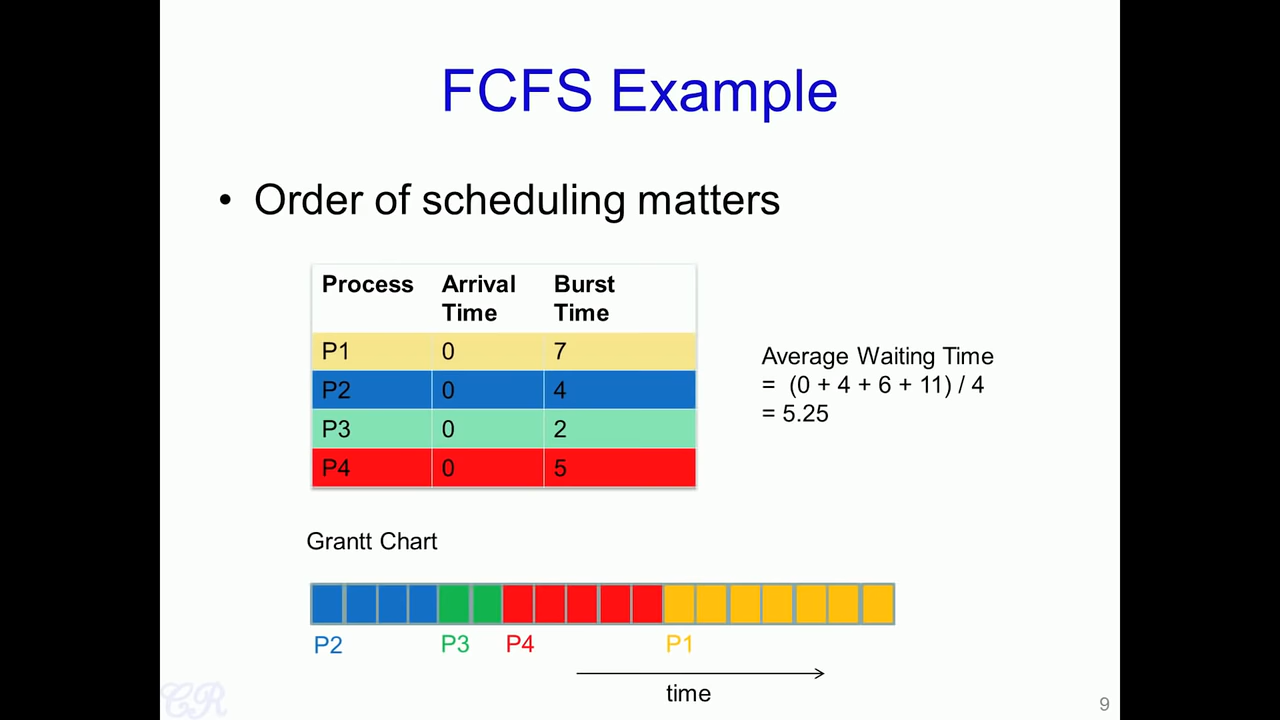 FCFS Example
• Order of scheduling matters
Process Arrival Time Burst Time
P1 0 7
P2 0 4
P3 0 2
P4 0 5
Average Waiting Time
= (0 + 4 + 6 + 11) / 4
= 5.25
Grantt Chart
P2 P3 P4 P1
time
CR
9